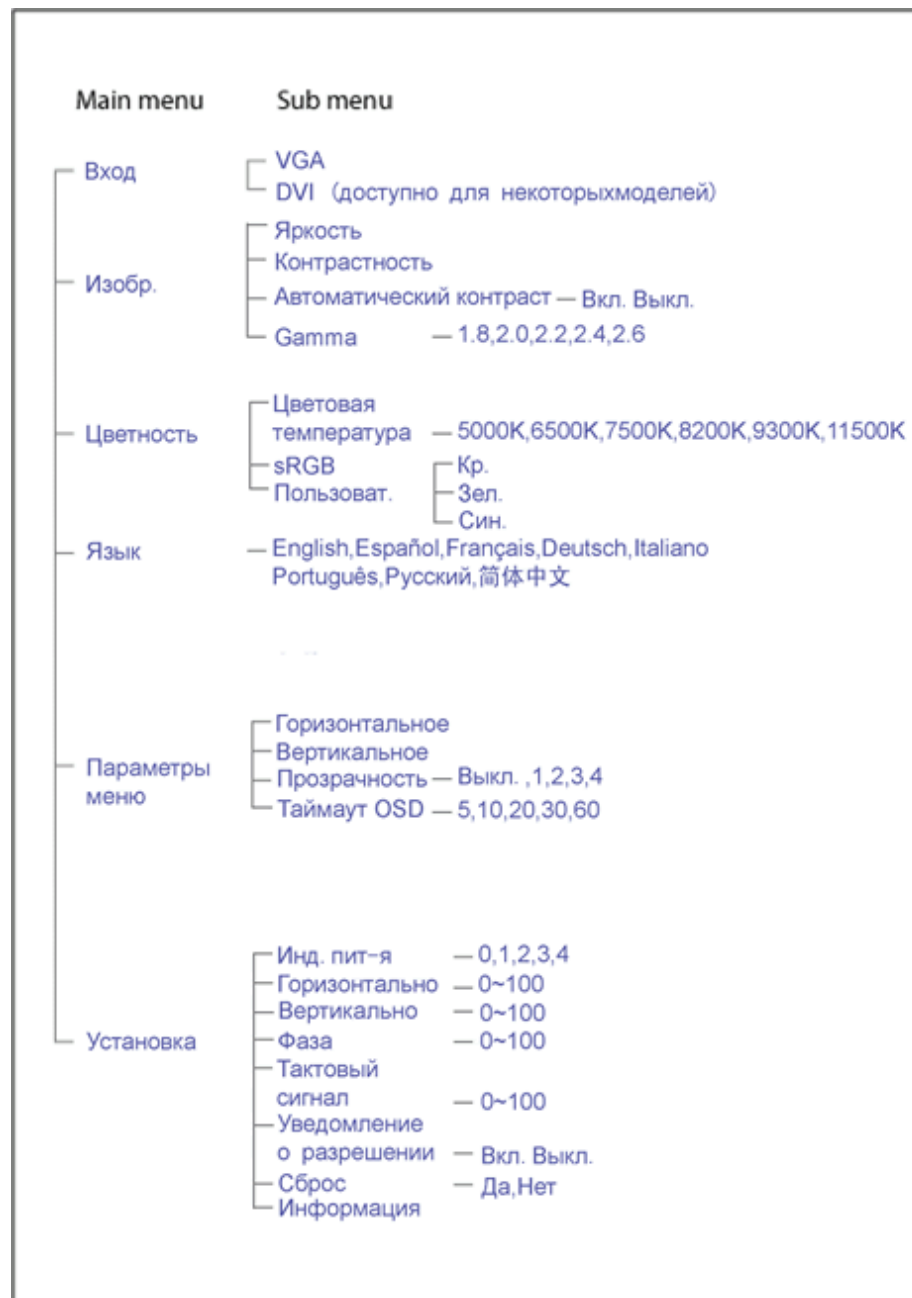 Main menu Sub menu
Вход
VGA
DVI (доступно для некоторыхмоделей)
Изобр.
Яркость
Контрастность
Автоматический контраст — Вкл. Выкл.
Gamma — 1.8,2.0,2.2,2.4,2.6
Цветность
Цветовая
температура — 5000K,6500K,7500K,8200K,9300K,11500K
sRGB
Пользоват.
Кр.
Зел.
Син.
Язык — English,Español,Français,Deutsch,Italiano
Português,Русский,简体中文
Параметры
меню
Горизонтальное
Вертикальное
Прозрачность — Выкл. ,1,2,3,4
Таймаут OSD — 5,10,20,30,60
Установка
Инд. пит-я — 0,1,2,3,4
Горизонтально — 0~100
Вертикально — 0~100
Фаза — 0~100
Тактовый
сигнал — 0~100
Уведомление
о разрешении — Вкл. Выкл.
Сброс — Да,Нет
Информация